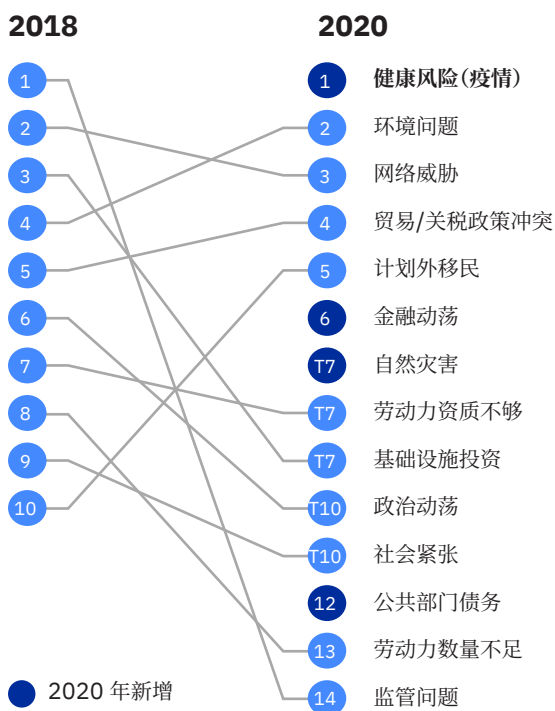 2018 2020
1 1 健康风险(疫情)
2 2 环境问题
3 3 网络威胁
4 4 贸易/关税政策冲突
5 5 计划外移民
6 6 金融动荡
7 T7 自然灾害
8 T7 劳动力资质不够
9 T7 基础设施投资
10 T10 政治动荡
T10 社会紧张
12 公共部门债务
13 劳动力数量不足
2020 年新增 14 监管问题